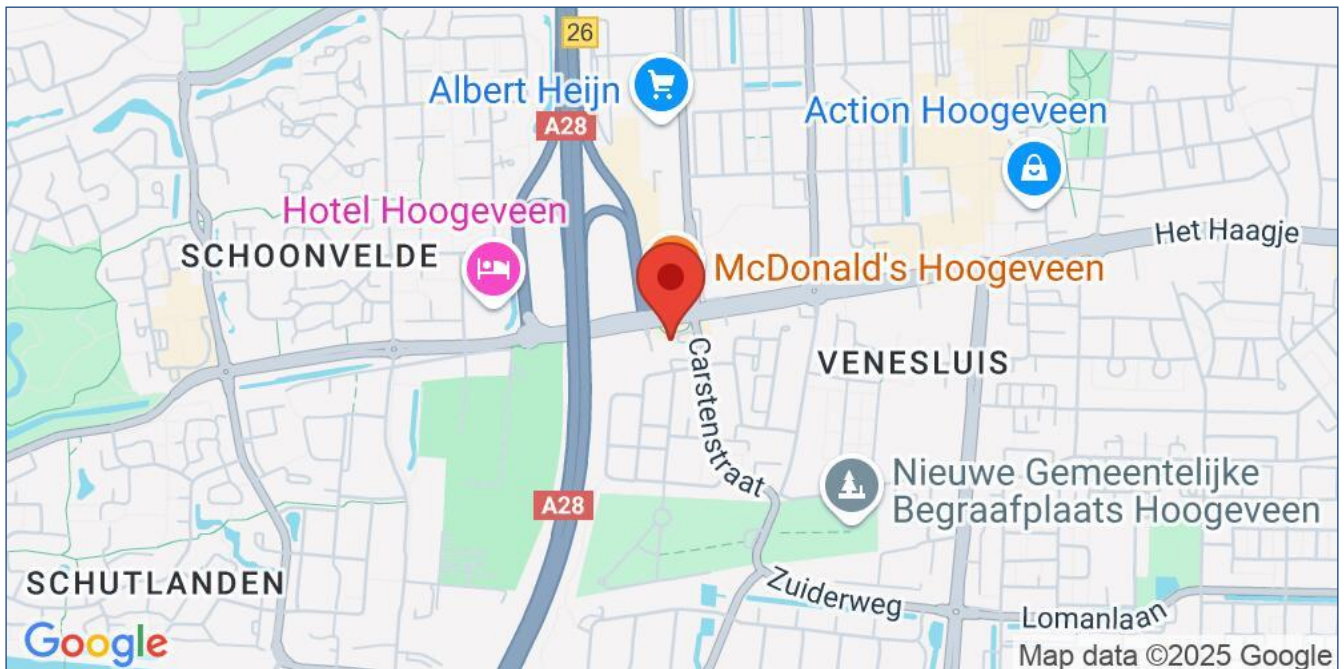 26
Albert Heijn
A28
Action Hoogeveen
Hotel Hoogeveen
Het Haagje
SCHOONVELDE
McDonald's Hoogeveen
Carstenstraat
VENESLUIS
Nieuwe Gemeentelijke
Begraafplaats Hoogeveen
A28
SCHUTLANDEN
Zuiderweg
Lomanlaan
Google
Map data ©2025 Google